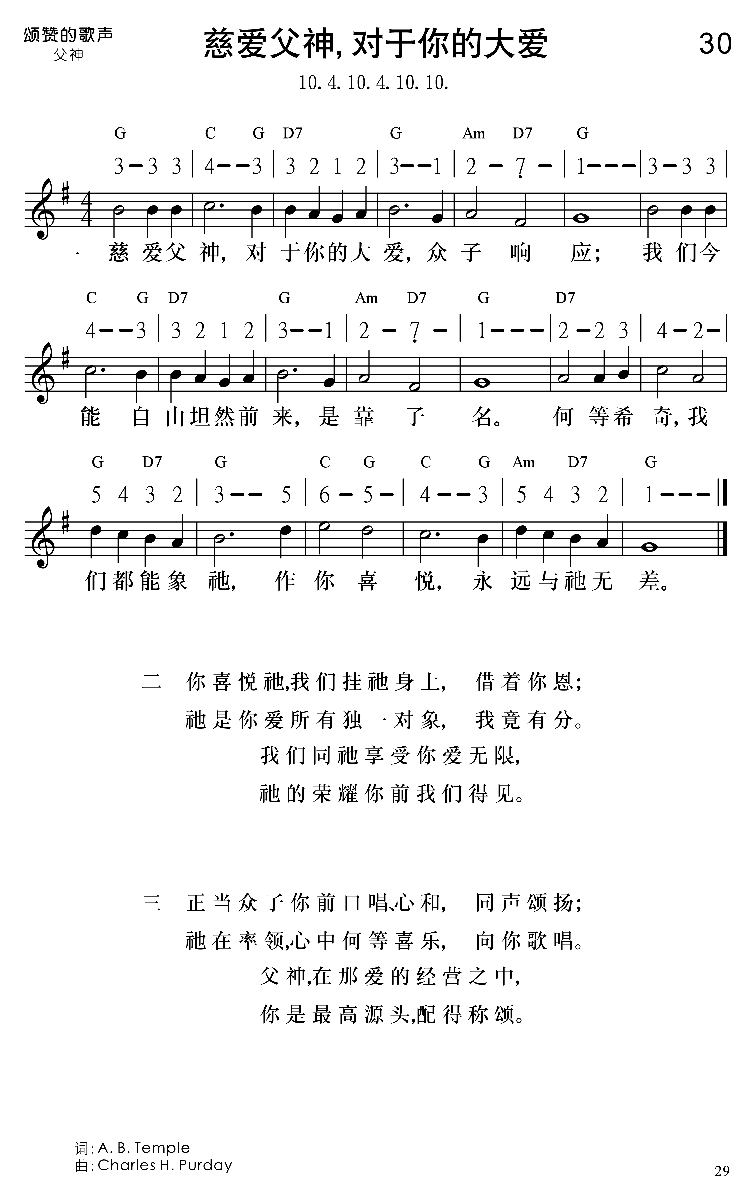 颂赞的歌声
父神
慈爱父神,对于你的大爱
30
10. 4. 10. 4. 10. 10.
G C G D7 G Am D7 G
3-3 3 | 4--3 | 3 2 1 2 | 3--1 | 2 - 7̣ - | 1--- | 3-3 3 |
4
4
· 慈 爱 父 神, 对 于 你 的 大 爱, 众 子 响 应; 我 们 今
C G D7 G Am D7 G D7
4--3 | 3 2 1 2 | 3--1 | 2 - 7̣ - | 1--- | 2-2 3 | 4-2- |
能 自 由 坦 然 前 来, 是 靠 了 名。 何 等 希 奇, 我
G D7 G C G C G Am D7 G
5 4 3 2 | 3-- 5 | 6-5- | 4-- 3 | 5 4 3 2 | 1---
们 都 能 象 祂, 作 你 喜 悦, 永 远 与 祂 无 差。
二 你喜悦祂,我们挂祂身上, 借着你恩;
祂是你爱所有独一对象, 我竟有分。
我们同祂享受你爱无限,
祂的荣耀你前我们得见。
三 正当众子你前口唱、心和, 同声颂扬;
祂在率领,心中何等喜乐, 向你歌唱。
父神,在那爱的经营之中,
你是最高源头,配得称颂。
词: A. B. Temple
曲: Charles H. Purday
29